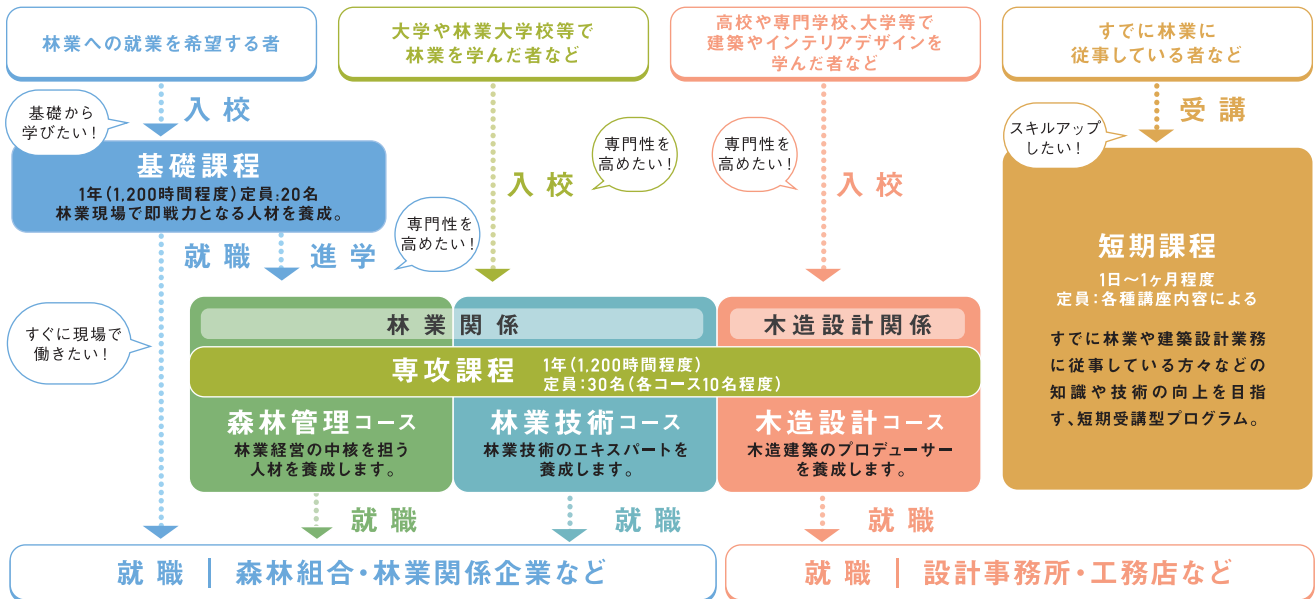 林業への就業を希望する者
大学や林業大学校等で
林業を学んだ者など
高校や専門学校、大学等で
建築やインテリアデザインを
学んだ者など
すでに林業に
従事している者など
基礎から
学びたい！
入校
基礎課程
1年（1,200時間程度）定員：20名
林業現場で即戦力となる人材を養成。
就職
進学
専門性を
高めたい！
すぐに現場で
働きたい！
入校
専門性を
高めたい！
専門性を
高めたい！
入校
受講
スキルアップ
したい！
短期課程
1日〜1ヶ月程度
定員：各種講座内容による
すでに林業や建築設計業務
に従事している方々などの
知識や技術の向上を目指
す、短期受講型プログラム。
林業関係
木造設計関係
専攻課程
1年（1,200時間程度）
定員：30名（各コース10名程度）
森林管理コース
林業経営の中核を担う
人材を養成します。
林業技術コース
林業技術のエキスパートを
養成します。
木造設計コース
木造建築のプロデューサー
を養成します。
就職
就職
就職
就職｜森林組合・林業関係企業など
就職｜設計事務所・工務店など